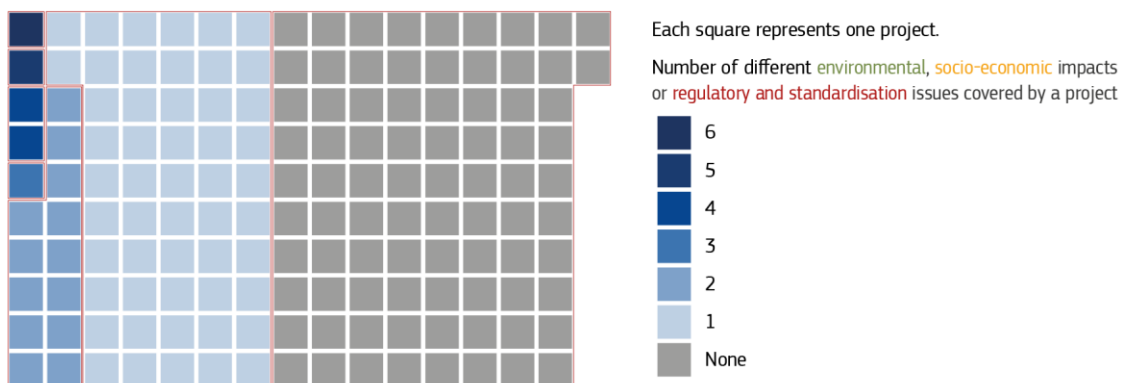 Each square represents one project.
Number of different environmental, socio-economic impacts
or regulatory and standardisation issues covered by a project
6
5
4
3
2
1
None